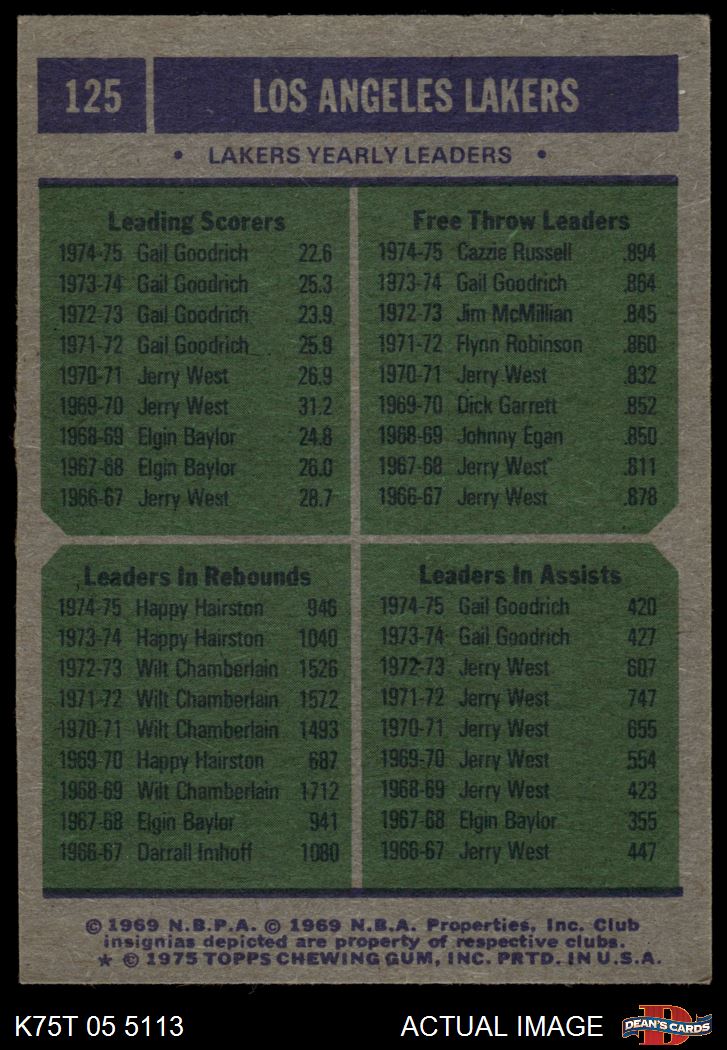 125 LOS ANGELES LAKERS
• LAKERS YEARLY LEADERS •
Leading Scorers
1974-75 Gail Goodrich 22.6
1973-74 Gail Goodrich 25.3
1972-73 Gail Goodrich 23.9
1971-72 Gail Goodrich 25.9
1970-71 Jerry West 26.9
1969-70 Jerry West 31.2
1968-69 Elgin Baylor 24.8
1967-68 Elgin Baylor 26.0
1966-67 Jerry West 28.7
Free Throw Leaders
1974-75 Cazzie Russell .894
1973-74 Gail Goodrich .864
1972-73 Jim McMillian .845
1971-72 Flynn Robinson .860
1970-71 Jerry West .832
1969-70 Dick Garrett .852
1968-69 Johnny Egan .850
1967-68 Jerry West .811
1966-67 Jerry West .878
Leaders In Rebounds
1974-75 Happy Hairston 946
1973-74 Happy Hairston 1040
1972-73 Wilt Chamberlain 1526
1971-72 Wilt Chamberlain 1572
1970-71 Wilt Chamberlain 1493
1969-70 Happy Hairston 687
1968-69 Wilt Chamberlain 1712
1967-68 Elgin Baylor 941
1966-67 Darrall Imhoff 1080
Leaders In Assists
1974-75 Gail Goodrich 420
1973-74 Gail Goodrich 427
1972-73 Jerry West 607
1971-72 Jerry West 747
1970-71 Jerry West 655
1969-70 Jerry West 554
1968-69 Jerry West 423
1967-68 Elgin Baylor 355
1966-67 Jerry West 447
© 1969 N.B.P.A. © 1969 N.B.A. Properties, Inc. Club
insignias depicted are property of respective clubs.
★ © 1975 TOPPS CHEWING GUM, INC. PRTD. IN U.S.A.
K75T 05 5113 ACTUAL IMAGE D DEAN'S CARDS